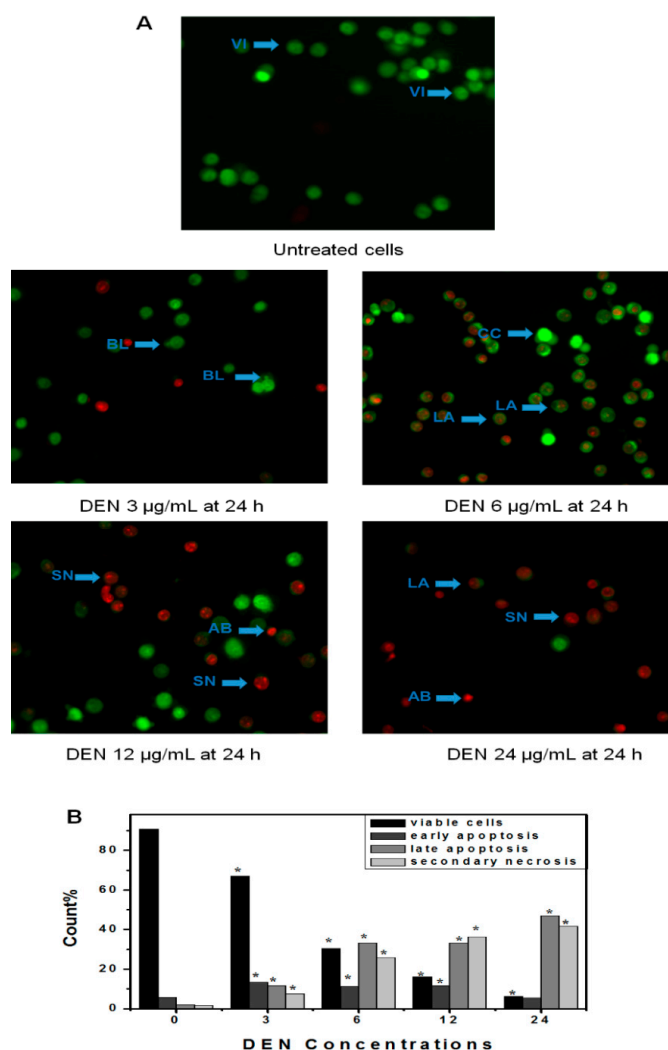 A
VI
VI
Untreated cells
BL
BL
CC
LA
LA
DEN 3 µg/mL at 24 h
DEN 6 µg/mL at 24 h
SN
AB
SN
LA
SN
AB
DEN 12 µg/mL at 24 h
DEN 24 µg/mL at 24 h
B
viable cells
early apoptosis
late apoptosis
secondary necrosis
Count%
80
60
40
20
0
* * * *
* * * *
* * * *
* * *
0 3 6 12 24
DEN Concentrations